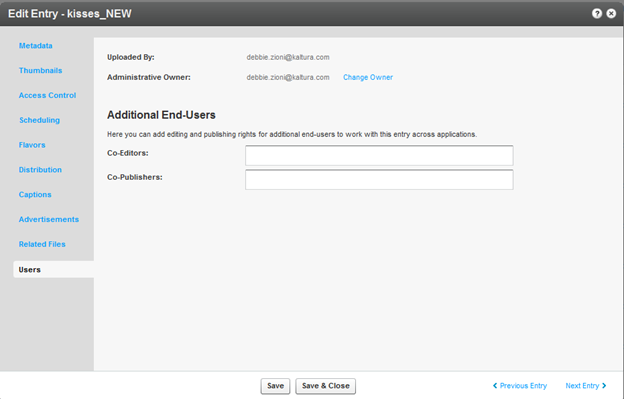 Edit Entry - kisses_NEW
?
Metadata
Thumbnails
Access Control
Scheduling
Flavors
Distribution
Captions
Advertisements
Related Files
Users
Uploaded By: debbie.zioni@kaltura.com
Administrative Owner: debbie.zioni@kaltura.com Change Owner
Additional End-Users
Here you can add editing and publishing rights for additional end-users to work with this entry across applications.
Co-Editors:
Co-Publishers:
Save Save & Close Previous Entry Next Entry